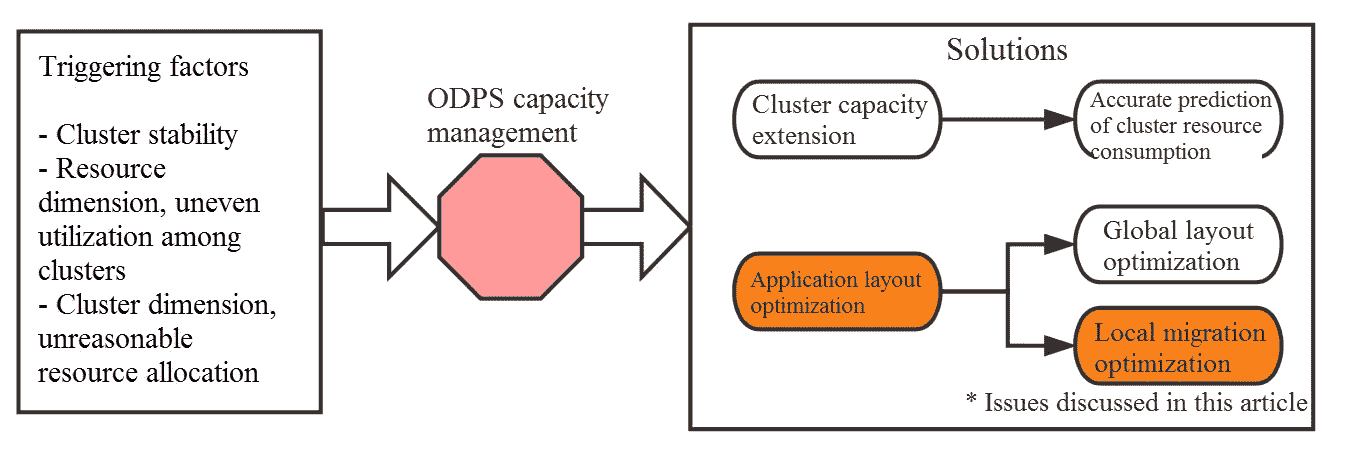 Triggering factors
- Cluster stability
- Resource
dimension, uneven
utilization among
clusters
- Cluster dimension,
unreasonable
resource allocation
ODPS capacity
management
Solutions
Cluster capacity
extension
Accurate prediction
of cluster resource
consumption
Application layout
optimization
Global layout
optimization
Local migration
optimization
* Issues discussed in this article